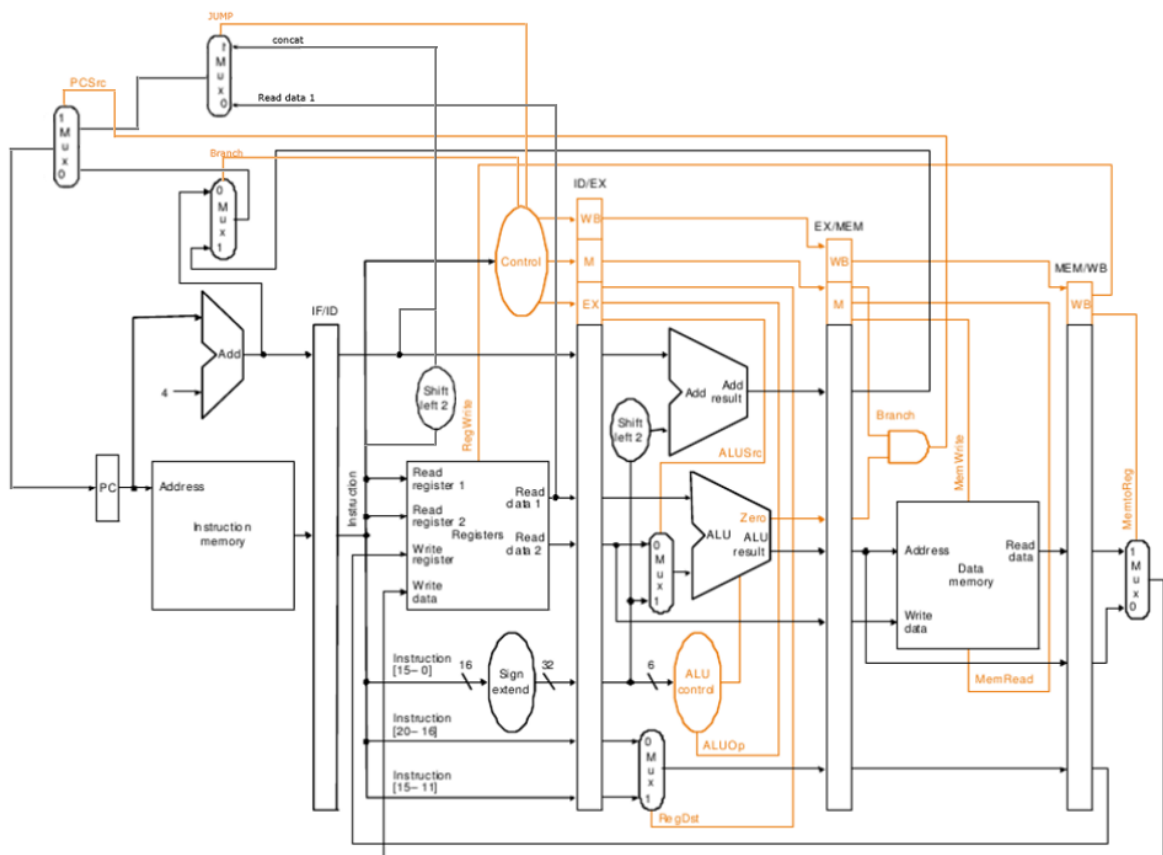 JUMP
1
M
u
x
0
concat
Read data 1
PCSrc
1
M
u
x
0
Branch
0
M
u
x
1
ID/EX
WB
M
EX
Control
EX/MEM
WB
M
MEM/WB
WB
IF/ID
Add
4
Shift
left 2
RegWrite
Add
Add
result
Shift
left 2
ALUSrc
Branch
MemWrite
MemtoReg
PC
Address
Instruction
memory
Instruction
Read
register 1
Read
register 2
Write
register
Write
data
Registers
Read
data 1
Read
data 2
0
M
u
x
1
Zero
ALU
ALU
result
Address
Read
data
Data
memory
Write
data
1
M
u
x
0
MemRead
Instruction
[15– 0]
16
Sign
extend
32
6
ALU
control
ALUOp
Instruction
[20– 16]
Instruction
[15– 11]
0
M
u
x
1
RegDst